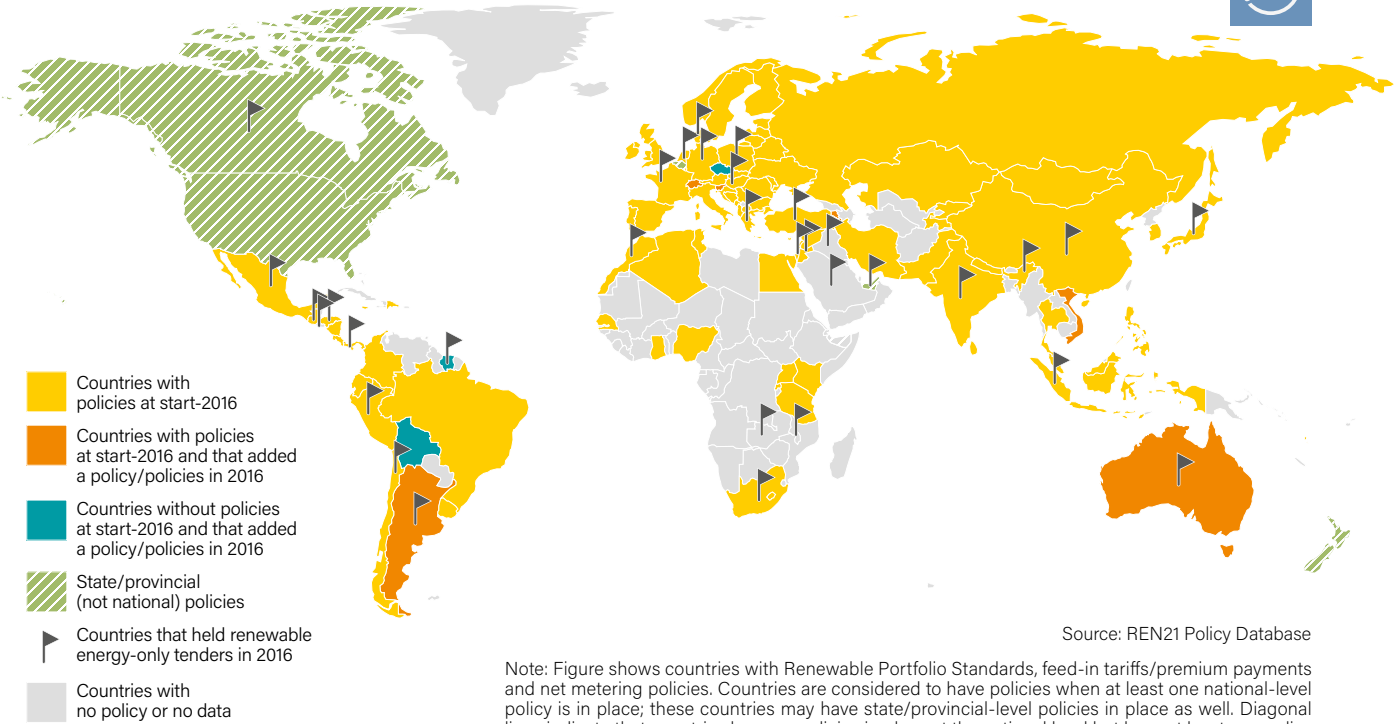 Countries with
policies at start-2016
Countries with policies
at start-2016 and that added
a policy/policies in 2016
Countries without policies
at start-2016 and that added
a policy/policies in 2016
State/provincial
(not national) policies
Countries that held renewable
energy-only tenders in 2016
Countries with
no policy or no data
Source: REN21 Policy Database
Note: Figure shows countries with Renewable Portfolio Standards, feed-in tariffs/premium payments
and net metering policies. Countries are considered to have policies when at least one national-level
policy is in place; these countries may have state/provincial-level policies in place as well. Diagonal